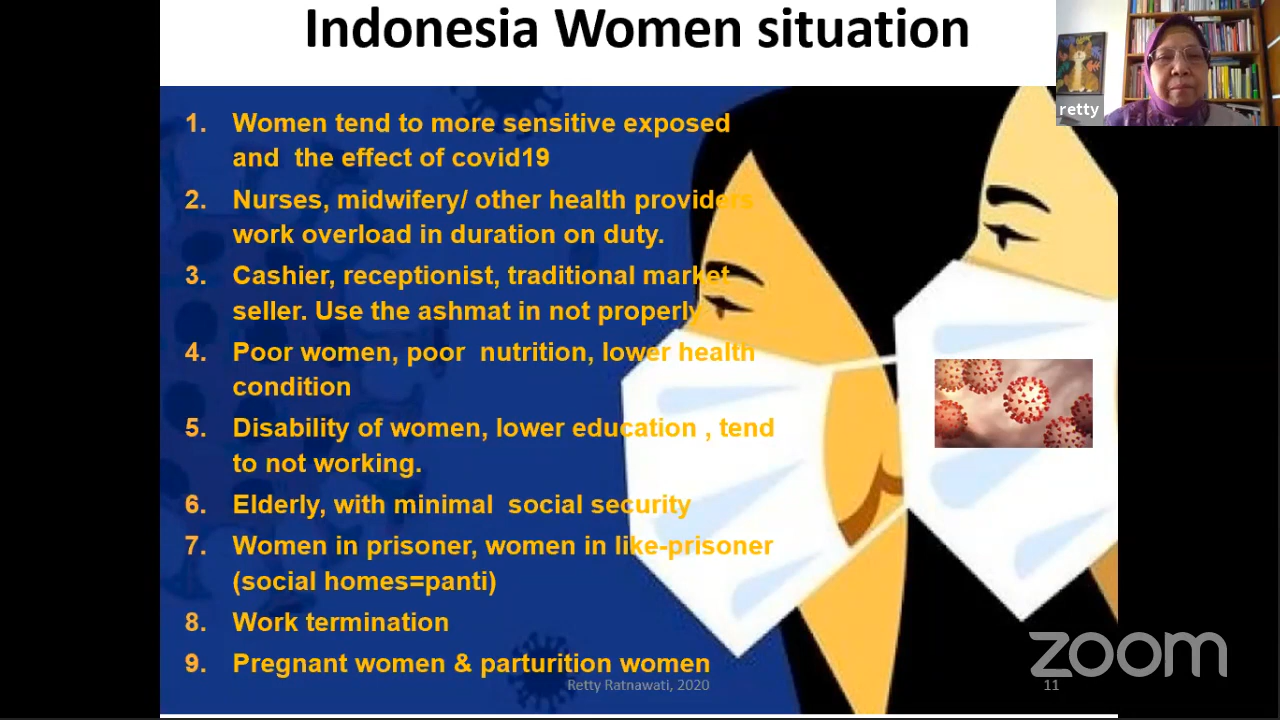 Indonesia Women situation
retty
1. Women tend to more sensitive exposed
and the effect of covid19
2. Nurses, midwifery/ other health providers
work overload in duration on duty.
3. Cashier, receptionist, traditional market
seller. Use the ashmat in not properly
4. Poor women, poor nutrition, lower health
condition
5. Disability of women, lower education , tend
to not working.
6. Elderly, with minimal social security
7. Women in prisoner, women in like-prisoner
(social homes=panti)
8. Work termination
9. Pregnant women & parturition women
Retty Ratnawati, 2020
11
zoom